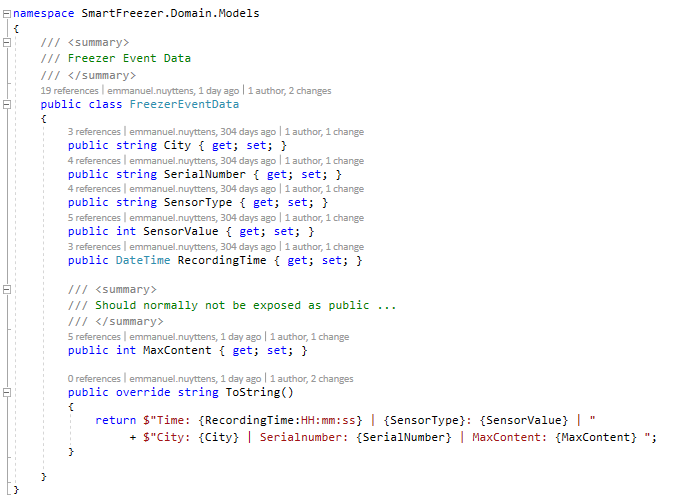 namespace SmartFreezer.Domain.Models
{
/// <summary>
/// Freezer Event Data
/// </summary>
19 references | emmanuel.nuyttens, 1 day ago | 1 author, 2 changes
public class FreezerEventData
{
3 references | emmanuel.nuyttens, 304 days ago | 1 author, 1 change
public string City { get; set; }
4 references | emmanuel.nuyttens, 304 days ago | 1 author, 1 change
public string SerialNumber { get; set; }
4 references | emmanuel.nuyttens, 304 days ago | 1 author, 1 change
public string SensorType { get; set; }
5 references | emmanuel.nuyttens, 304 days ago | 1 author, 1 change
public int SensorValue { get; set; }
3 references | emmanuel.nuyttens, 304 days ago | 1 author, 1 change
public DateTime RecordingTime { get; set; }
/// <summary>
/// Should normally not be exposed as public ...
/// </summary>
5 references | emmanuel.nuyttens, 1 day ago | 1 author, 1 change
public int MaxContent { get; set; }
0 references | emmanuel.nuyttens, 1 day ago | 1 author, 2 changes
public override string ToString()
{
return $"Time: {RecordingTime:HH:mm:ss} | {SensorType}: {SensorValue} | "
+ $"City: {City} | Serialnumber: {SerialNumber} | MaxContent: {MaxContent} ";
}
}
}